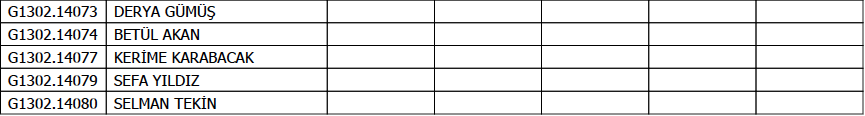 G1302.14073 DERYA GÜMÜŞ
G1302.14074 BETÜL AKAN
G1302.14077 KERİME KARABACAK
G1302.14079 SEFA YILDIZ
G1302.14080 SELMAN TEKİN